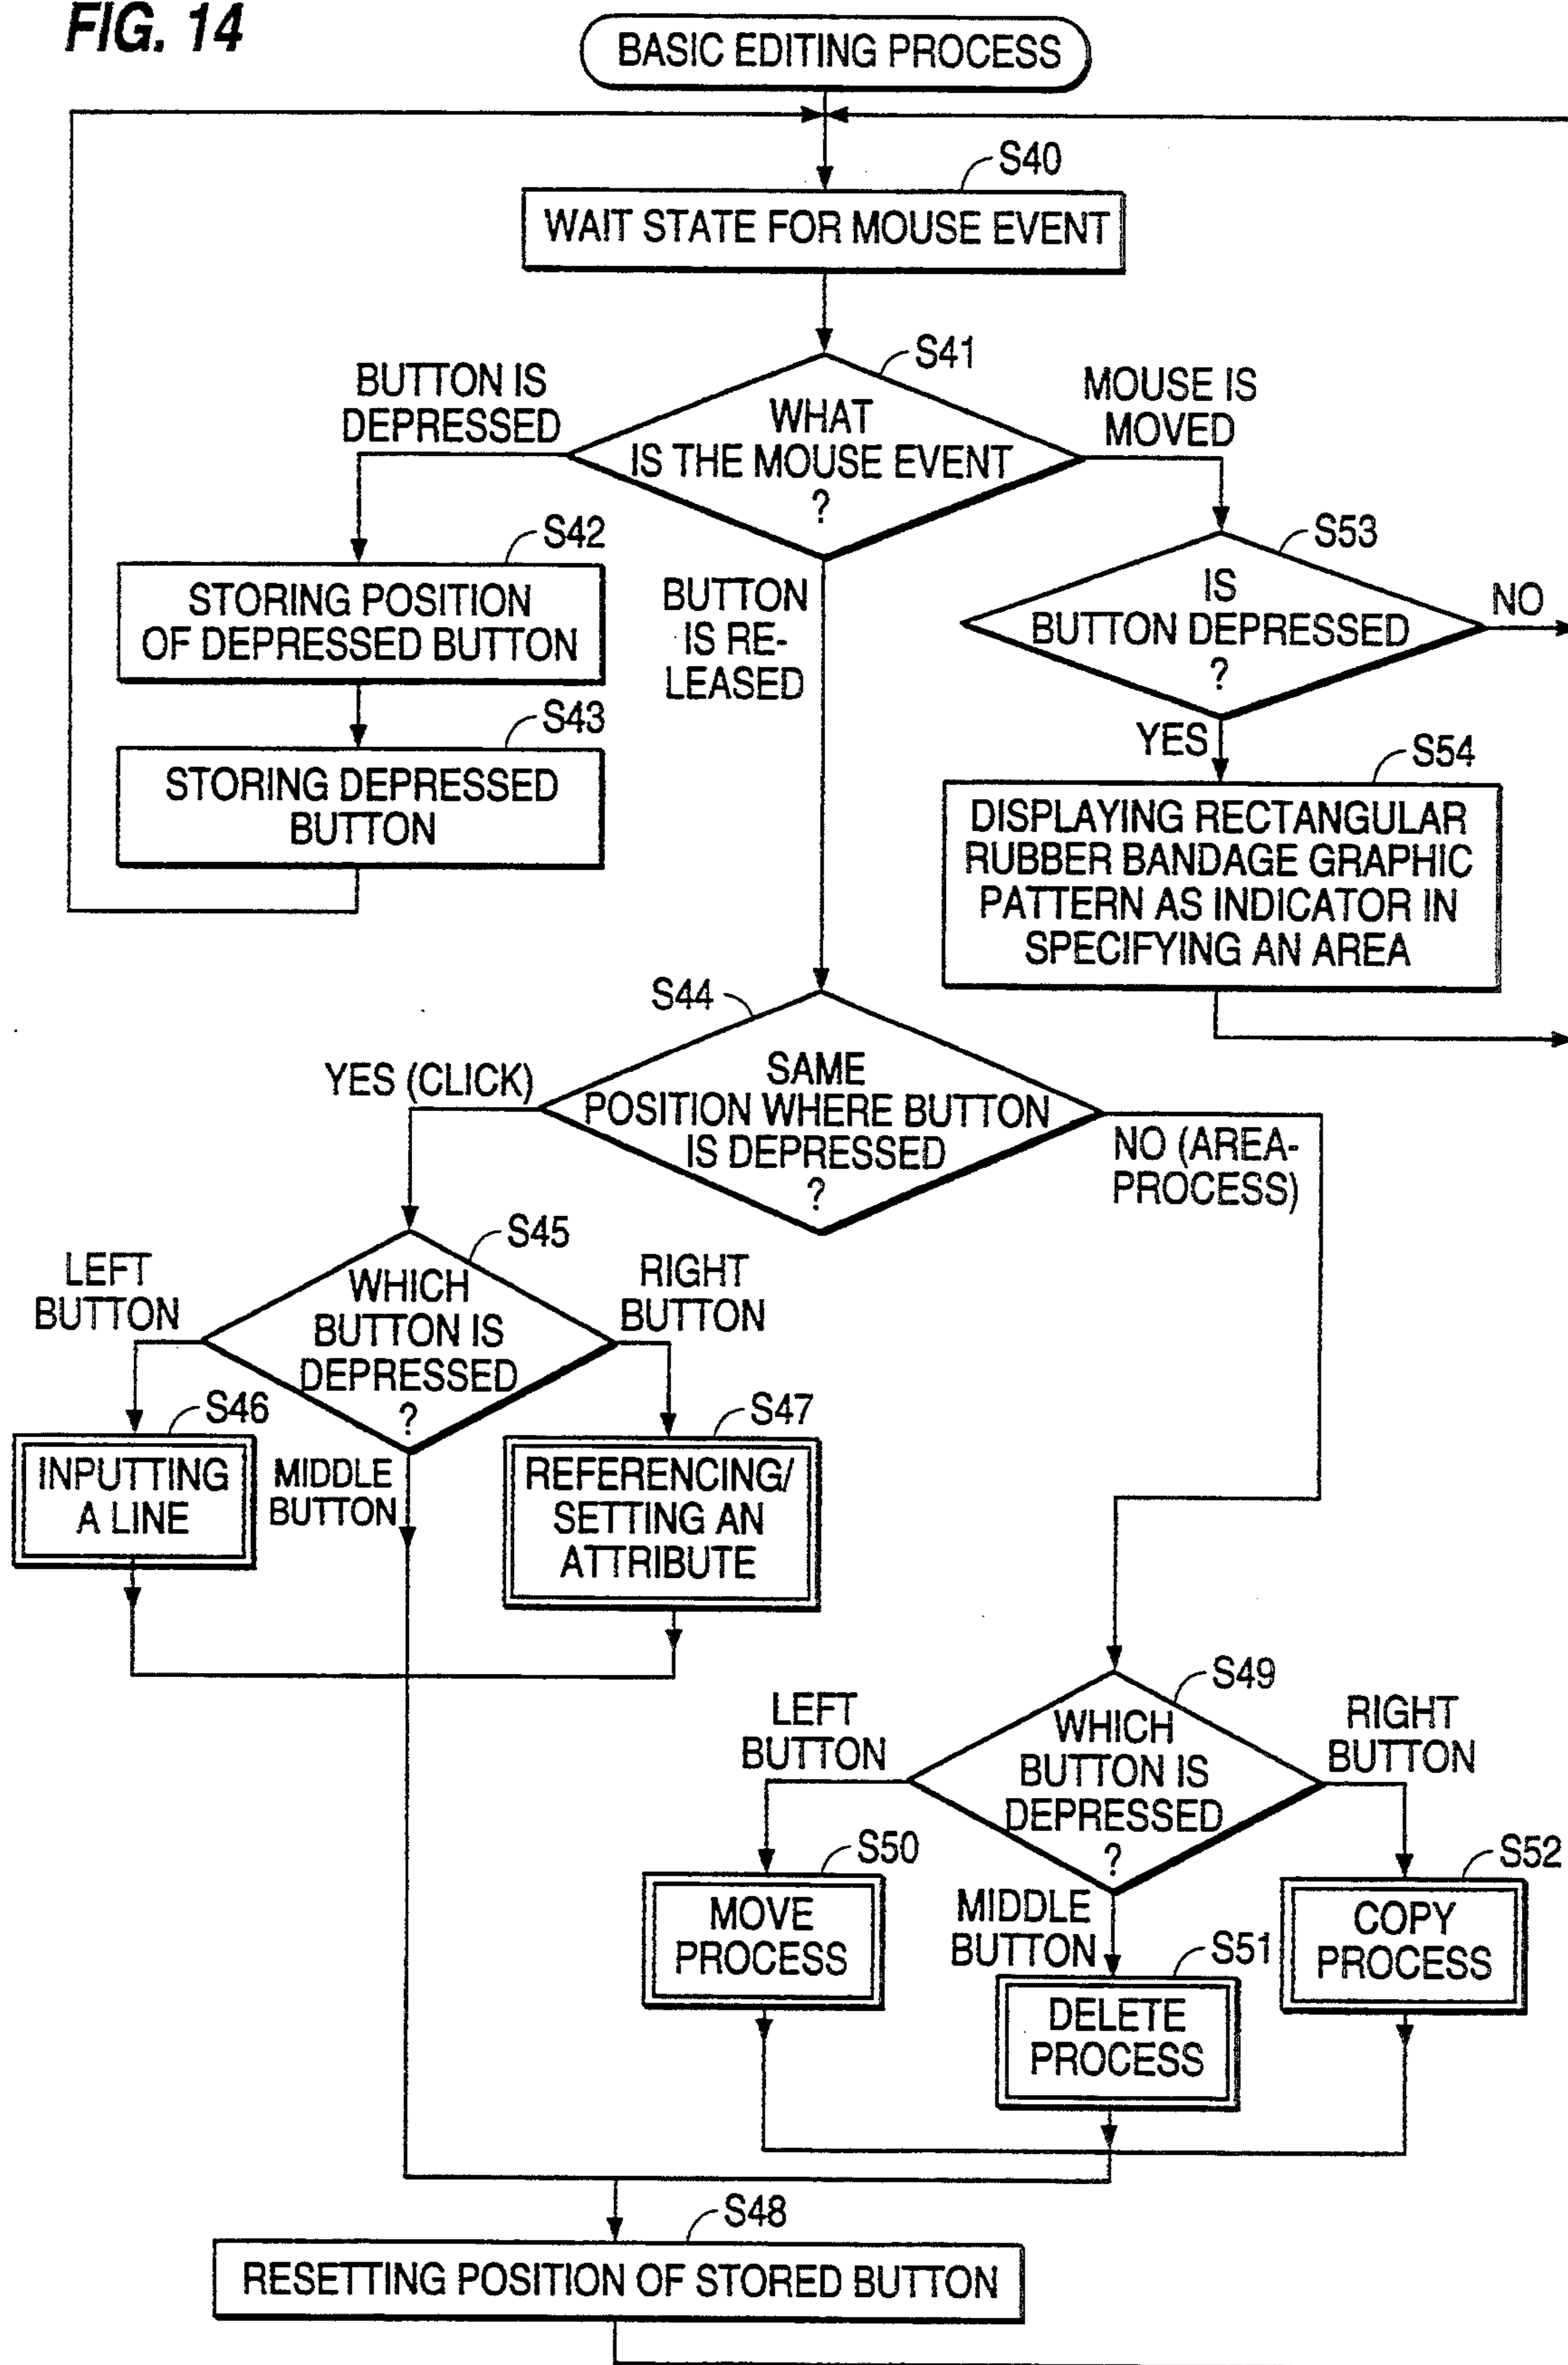 FIG. 14
BASIC EDITING PROCESS
S40
WAIT STATE FOR MOUSE EVENT
S41
BUTTON IS
DEPRESSED
WHAT
IS THE MOUSE EVENT
?
MOUSE IS
MOVED
S42
STORING POSITION
OF DEPRESSED BUTTON
BUTTON
IS RE-
LEASED
S53
IS
BUTTON DEPRESSED
?
NO
YES
S43
STORING DEPRESSED
BUTTON
S54
DISPLAYING RECTANGULAR
RUBBER BANDAGE GRAPHIC
PATTERN AS INDICATOR IN
SPECIFYING AN AREA
S44
YES (CLICK)
SAME
POSITION WHERE BUTTON
IS DEPRESSED
?
NO (AREA-
PROCESS)
S45
LEFT
BUTTON
WHICH
BUTTON IS
DEPRESSED
?
RIGHT
BUTTON
S46
INPUTTING
A LINE
MIDDLE
BUTTON
S47
REFERENCING/
SETTING AN
ATTRIBUTE
S49
LEFT
BUTTON
WHICH
BUTTON IS
DEPRESSED
?
RIGHT
BUTTON
S50
MOVE
PROCESS
MIDDLE
BUTTON
S51
DELETE
PROCESS
S52
COPY
PROCESS
S48
RESETTING POSITION OF STORED BUTTON